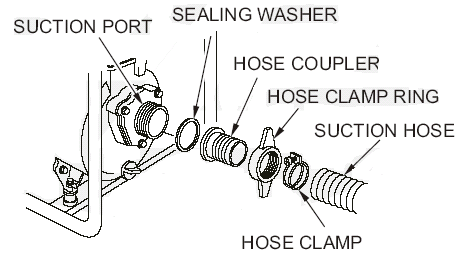 SEALING WASHER
SUCTION PORT
HOSE COUPLER
HOSE CLAMP RING
SUCTION HOSE
HOSE CLAMP